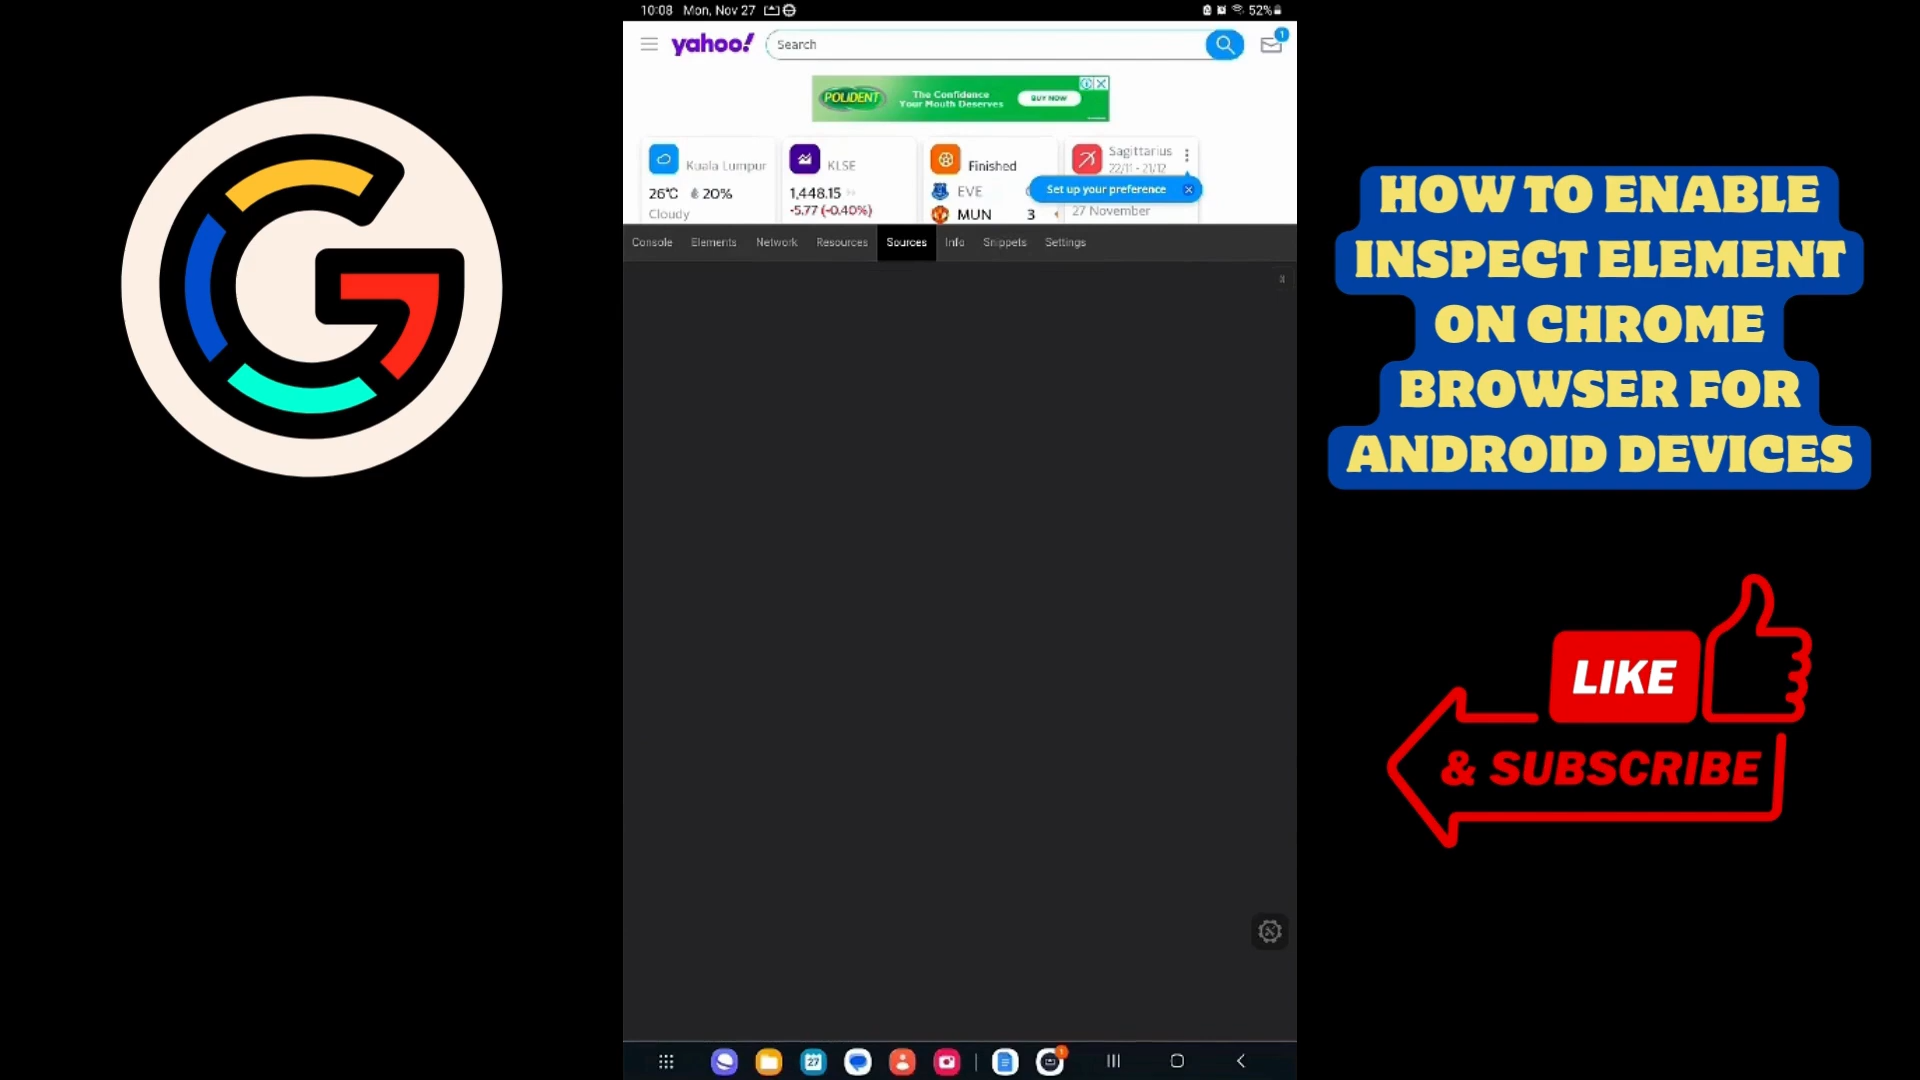 10:08 Mon, Nov 27
52%
yahoo!
Search
1
POLIDENT
The Confidence
Your Mouth Deserves
BUY NOW
Kuala Lumpur
26°C 20%
Cloudy
KLSE
1,448.15
-5.77 (-0.40%)
Finished
EVE
MUN 3
Sagittarius
22/11 - 21/12
Set up your preference
27 November
Console Elements Network Resources Sources Info Snippets Settings
HOW TO ENABLE
INSPECT ELEMENT
ON CHROME
BROWSER FOR
ANDROID DEVICES
LIKE
& SUBSCRIBE
27
1